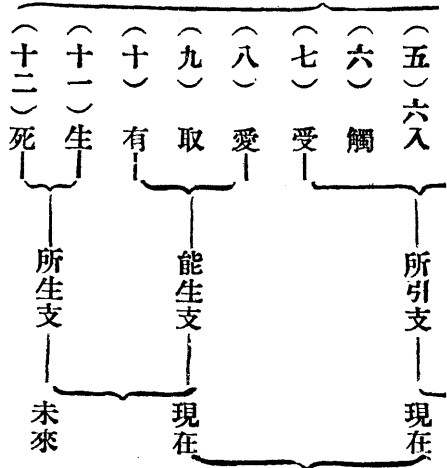 （五）六入
（六）觸
（七）受
（八）愛
（九）取
（十）有
（十一）生
（十二）死
所引支
能生支
所生支
現在
現在
未來